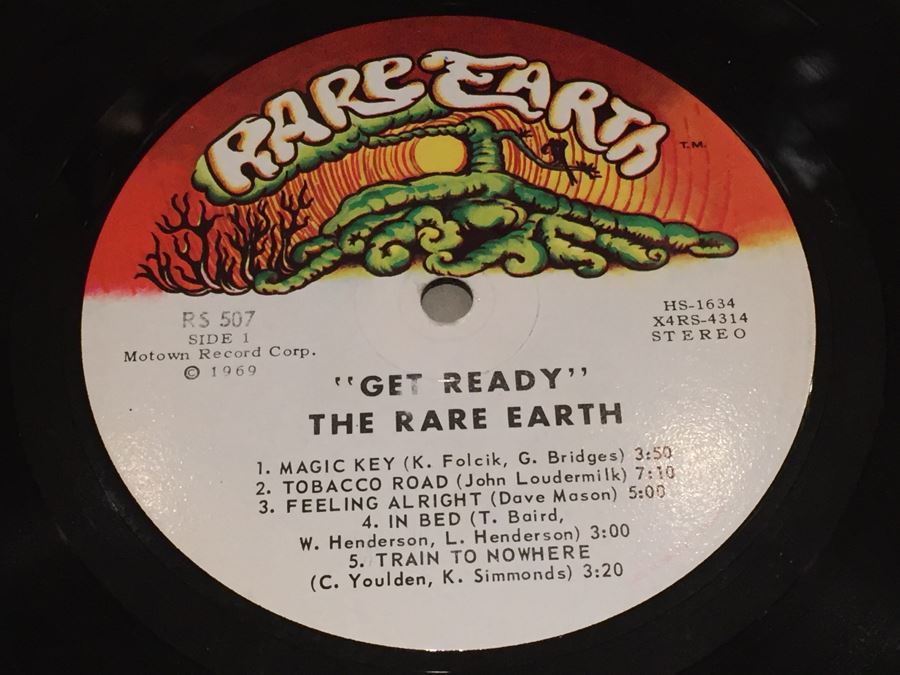 RARE EARTH
T.M.
RS 507
SIDE 1
Motown Record Corp.
© 1969
HS-1634
X4RS-4314
STEREO
"GET READY"
THE RARE EARTH
1. MAGIC KEY (K. Folcik, G. Bridges) 3:50
2. TOBACCO ROAD (John Loudermilk) 7:10
3. FEELING ALRIGHT (Dave Mason) 5:00
4. IN BED (T. Baird,
W. Henderson, L. Henderson) 3:00
5. TRAIN TO NOWHERE
(C. Youlden, K. Simmonds) 3:20